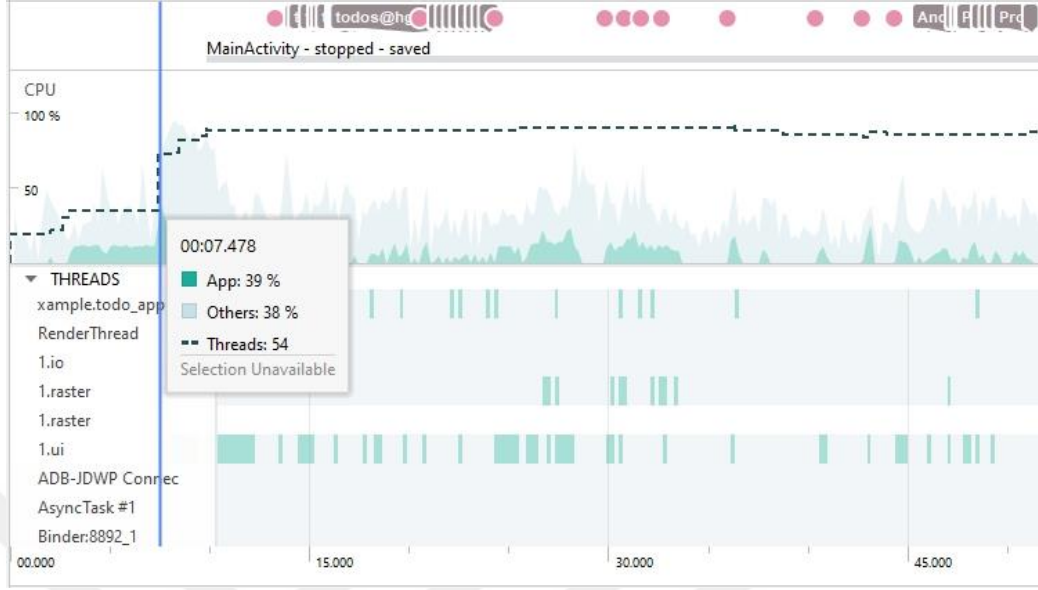 todos@hg
MainActivity - stopped - saved
CPU
100 %
50
00:07.478
App: 39 %
Others: 38 %
Threads: 54
Selection Unavailable
THREADS
xample.todo_app
RenderThread
1.io
1.raster
1.raster
1.ui
ADB-JDWP Connec
AsyncTask #1
Binder:8892_1
00.000
15.000
30.000
45.000